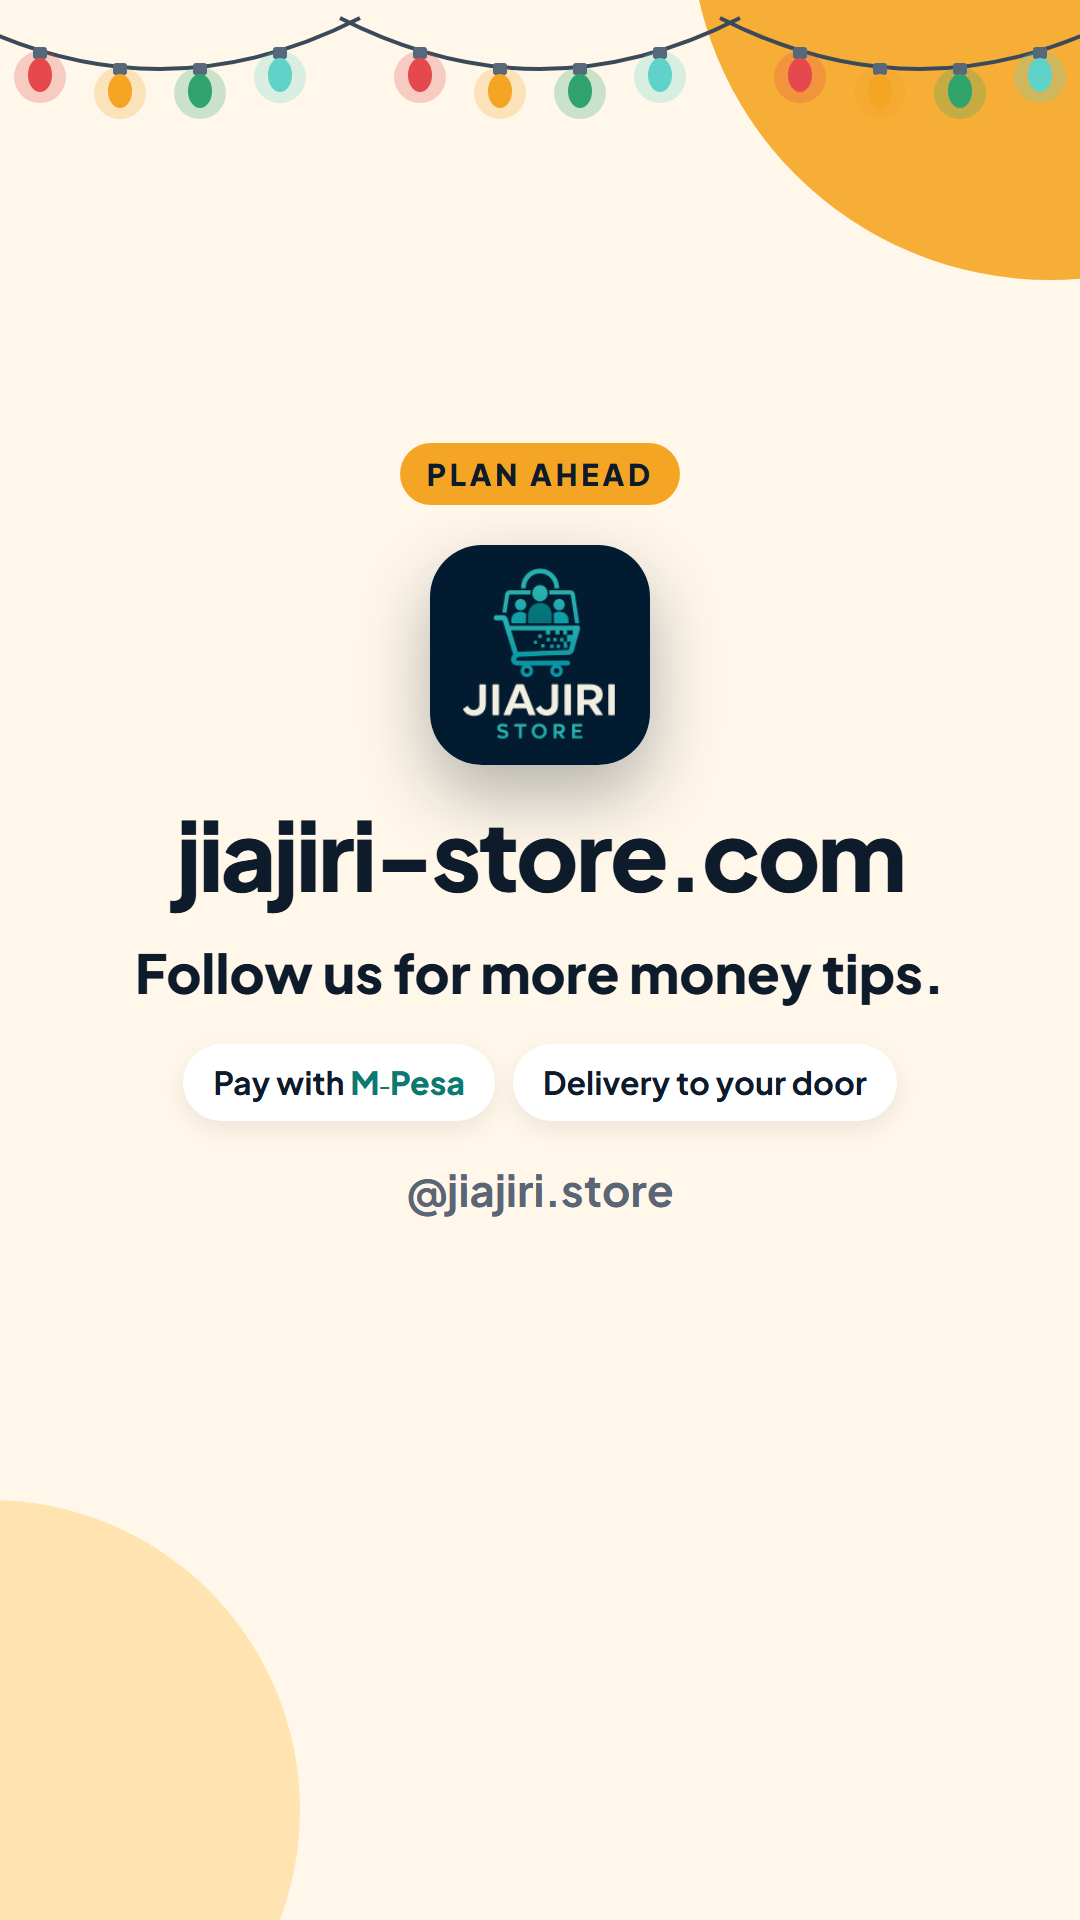 PLAN AHEAD
JIAJIRI
STORE
jiajiri-store.com
Follow us for more money tips.
Pay with M-Pesa
Delivery to your door
@jiajiri.store